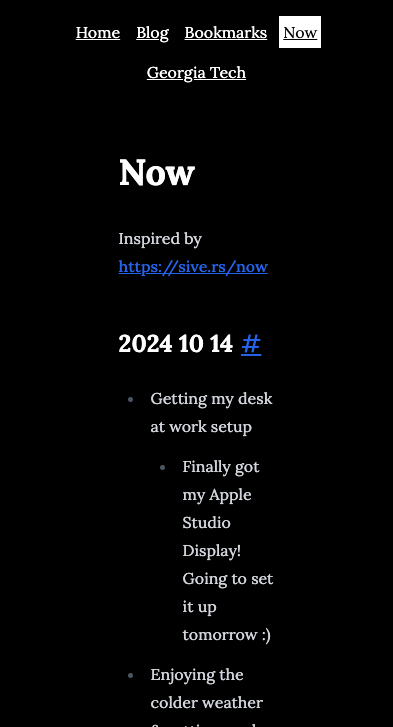 Home Blog Bookmarks Now
Georgia Tech
Now
Inspired by
https://sive.rs/now
2024 10 14 #
Getting my desk
at work setup
Finally got
my Apple
Studio
Display!
Going to set
it up
tomorrow :)
Enjoying the
colder weather